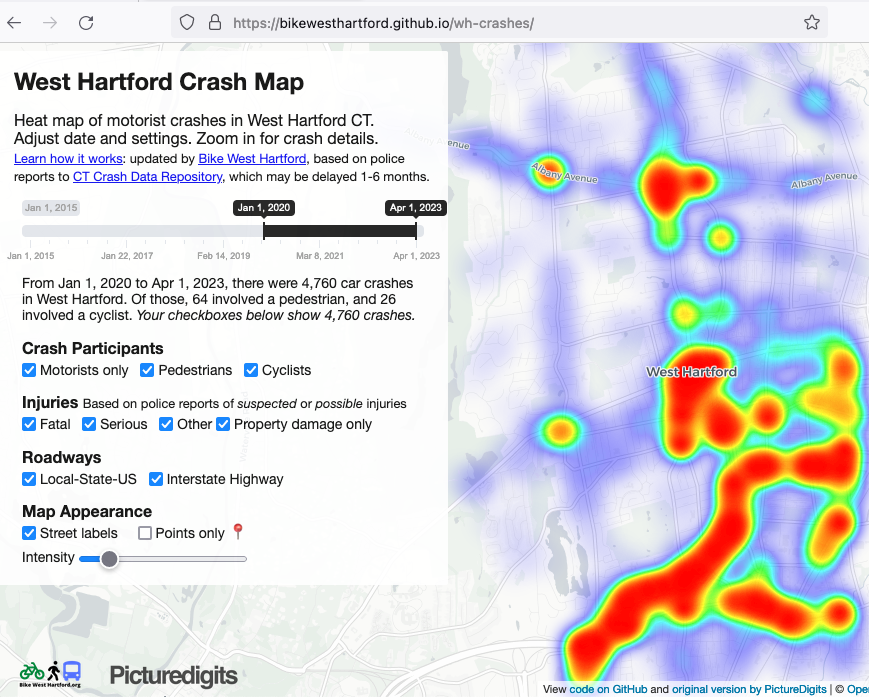 https://bikewesthartford.github.io/wh-crashes/
West Hartford Crash Map
Heat map of motorist crashes in West Hartford CT.
Adjust date and settings. Zoom in for crash details.
Learn how it works: updated by Bike West Hartford, based on police
reports to CT Crash Data Repository, which may be delayed 1-6 months.
Jan 1, 2015
Jan 1, 2020
Apr 1, 2023
Jan 1, 2015
Jan 22, 2017
Feb 14, 2019
Mar 8, 2021
Apr 1, 2023
From Jan 1, 2020 to Apr 1, 2023, there were 4,760 car crashes
in West Hartford. Of those, 64 involved a pedestrian, and 26
involved a cyclist. Your checkboxes below show 4,760 crashes.
Crash Participants
Motorists only Pedestrians Cyclists
Injuries Based on police reports of suspected or possible injuries
Fatal Serious Other Property damage only
Roadways
Local-State-US Interstate Highway
Map Appearance
Street labels Points only
Intensity
Bike West Hartford.org
Picturedigits
Albany Avenue
Albany Avenue
West Hartford
View code on GitHub and original version by PictureDigits | © Ope